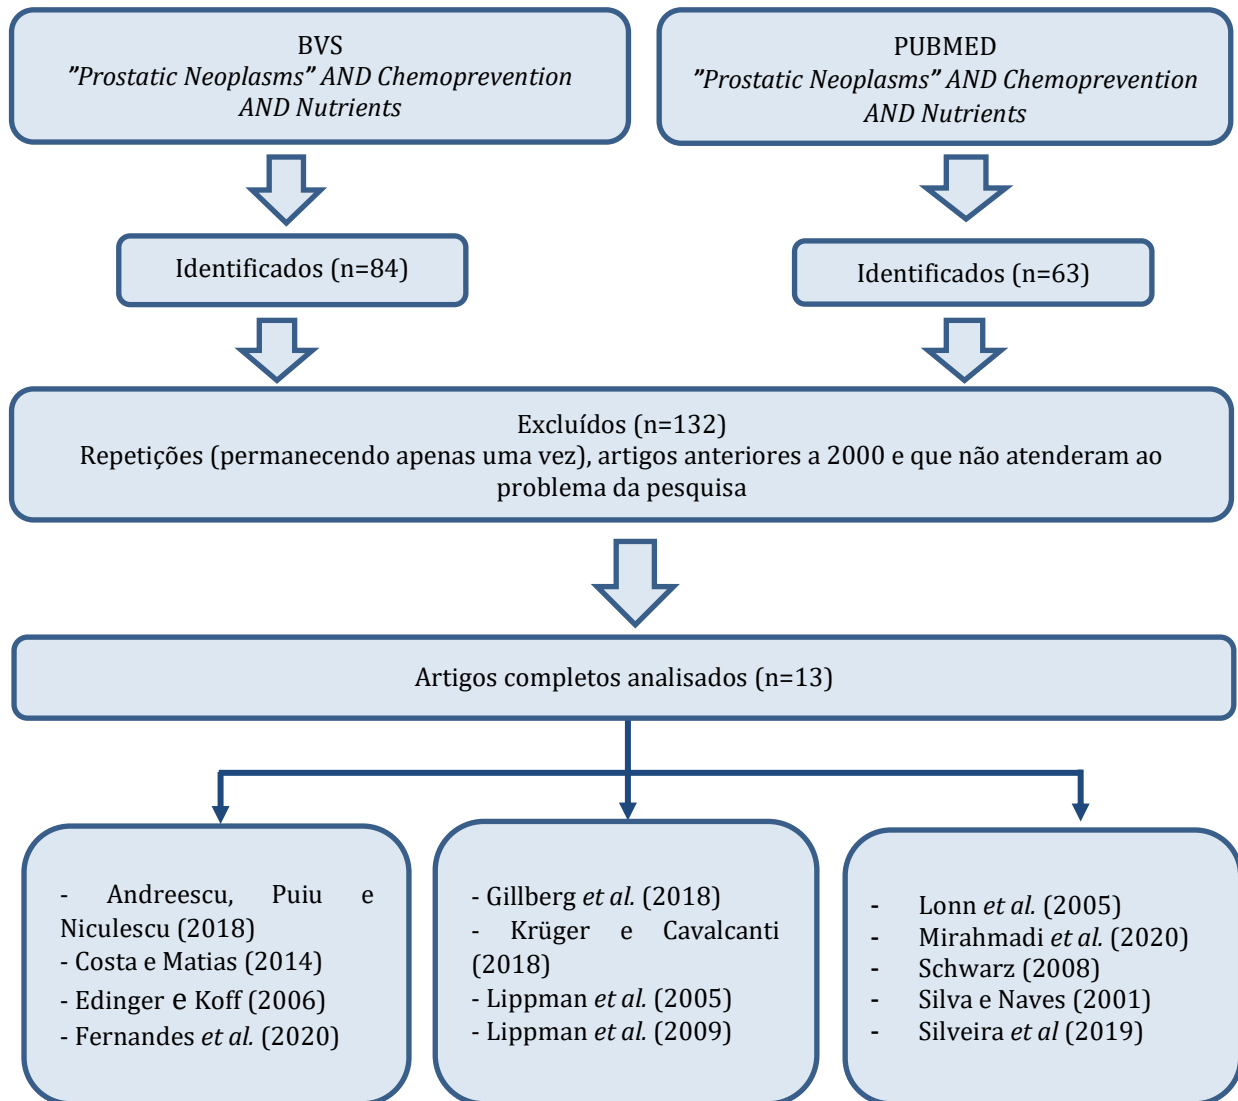 BVS
”Prostatic Neoplasms” AND Chemoprevention
AND Nutrients
PUBMED
”Prostatic Neoplasms” AND Chemoprevention
AND Nutrients
Identificados (n=84)
Identificados (n=63)
Excluídos (n=132)
Repetições (permanecendo apenas uma vez), artigos anteriores a 2000 e que não atenderam ao
problema da pesquisa
Artigos completos analisados (n=13)
- Andreescu, Puiu e
Niculescu (2018)
- Costa e Matias (2014)
- Edinger e Koff (2006)
- Fernandes et al. (2020)
- Gillberg et al. (2018)
- Krüger e Cavalcanti
(2018)
- Lippman et al. (2005)
- Lippman et al. (2009)
- Lonn et al. (2005)
- Mirahmadi et al. (2020)
- Schwarz (2008)
- Silva e Naves (2001)
- Silveira et al (2019)